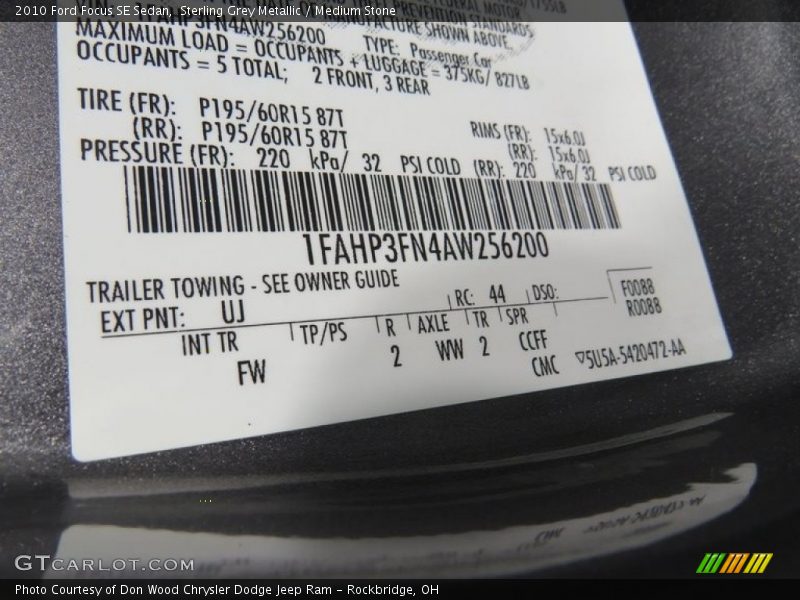 2010 Ford Focus SE Sedan, Sterling Grey Metallic / Medium Stone
PREVENTION STANDARDS
MANUFACTURE SHOWN ABOVE.
1FAHP3FN4AW256200 TYPE: Passenger Car
MAXIMUM LOAD = OCCUPANTS + LUGGAGE = 375KG/ 827LB
OCCUPANTS = 5 TOTAL; 2 FRONT, 3 REAR
TIRE (FR): P195/60R15 87T RIMS (FR): 15x6.0J
(RR): P195/60R15 87T (RR): 15x6.0J
PRESSURE (FR): 220 kPa/ 32 PSI COLD (RR): 220 kPa/ 32 PSI COLD
1FAHP3FN4AW256200
TRAILER TOWING - SEE OWNER GUIDE
EXT PNT: UJ RC: 44 DSO: F0088
R0088
INT TR TP/PS R AXLE TR SPR
FW 2 WW 2 CCFF
CMC ▽5U5A-5420472-AA
GTCARLOT.COM
Photo Courtesy of Don Wood Chrysler Dodge Jeep Ram - Rockbridge, OH